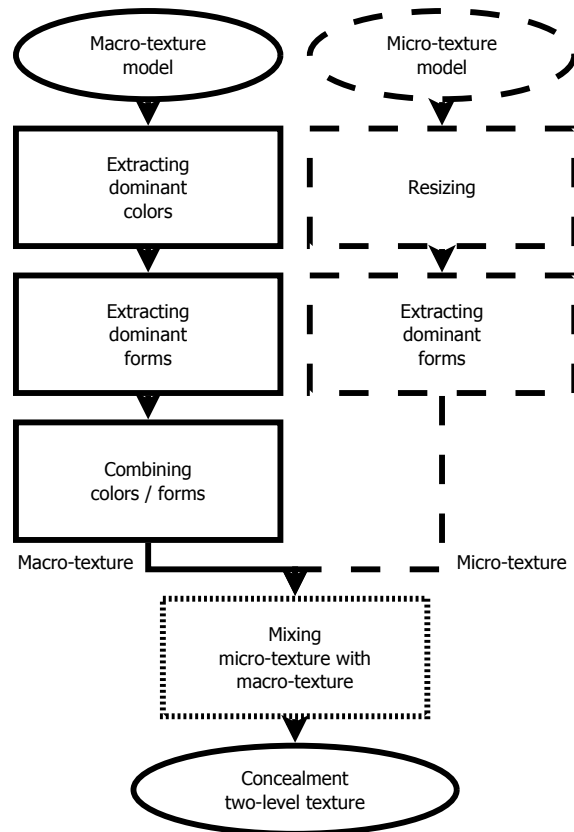 Macro-texture
model
Micro-texture
model
Extracting
dominant
colors
Resizing
Extracting
dominant
forms
Extracting
dominant
forms
Combining
colors / forms
Macro-texture
Micro-texture
Mixing
micro-texture with
macro-texture
Concealment
two-level texture